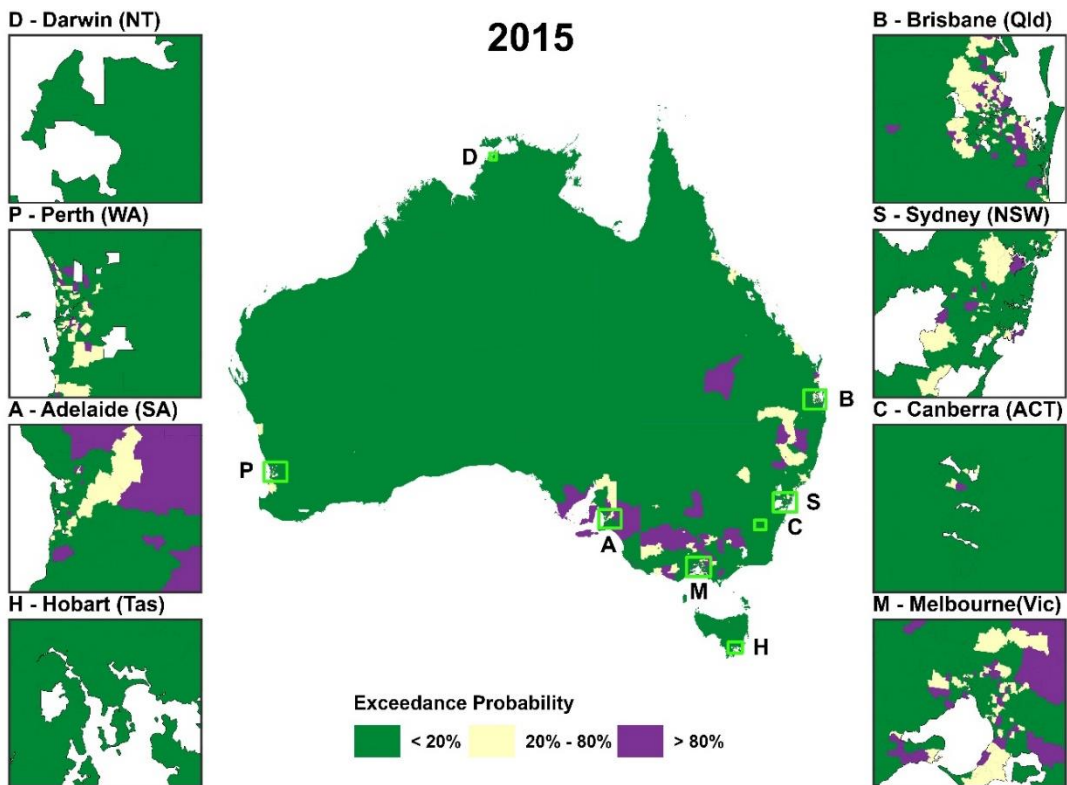 D - Darwin (NT)
2015
B - Brisbane (Qld)
D
P - Perth (WA)
S - Sydney (NSW)
A - Adelaide (SA)
C - Canberra (ACT)
B
P
S
C
A
M
H - Hobart (Tas)
M - Melbourne(Vic)
H
Exceedance Probability
< 20%
20% - 80%
> 80%